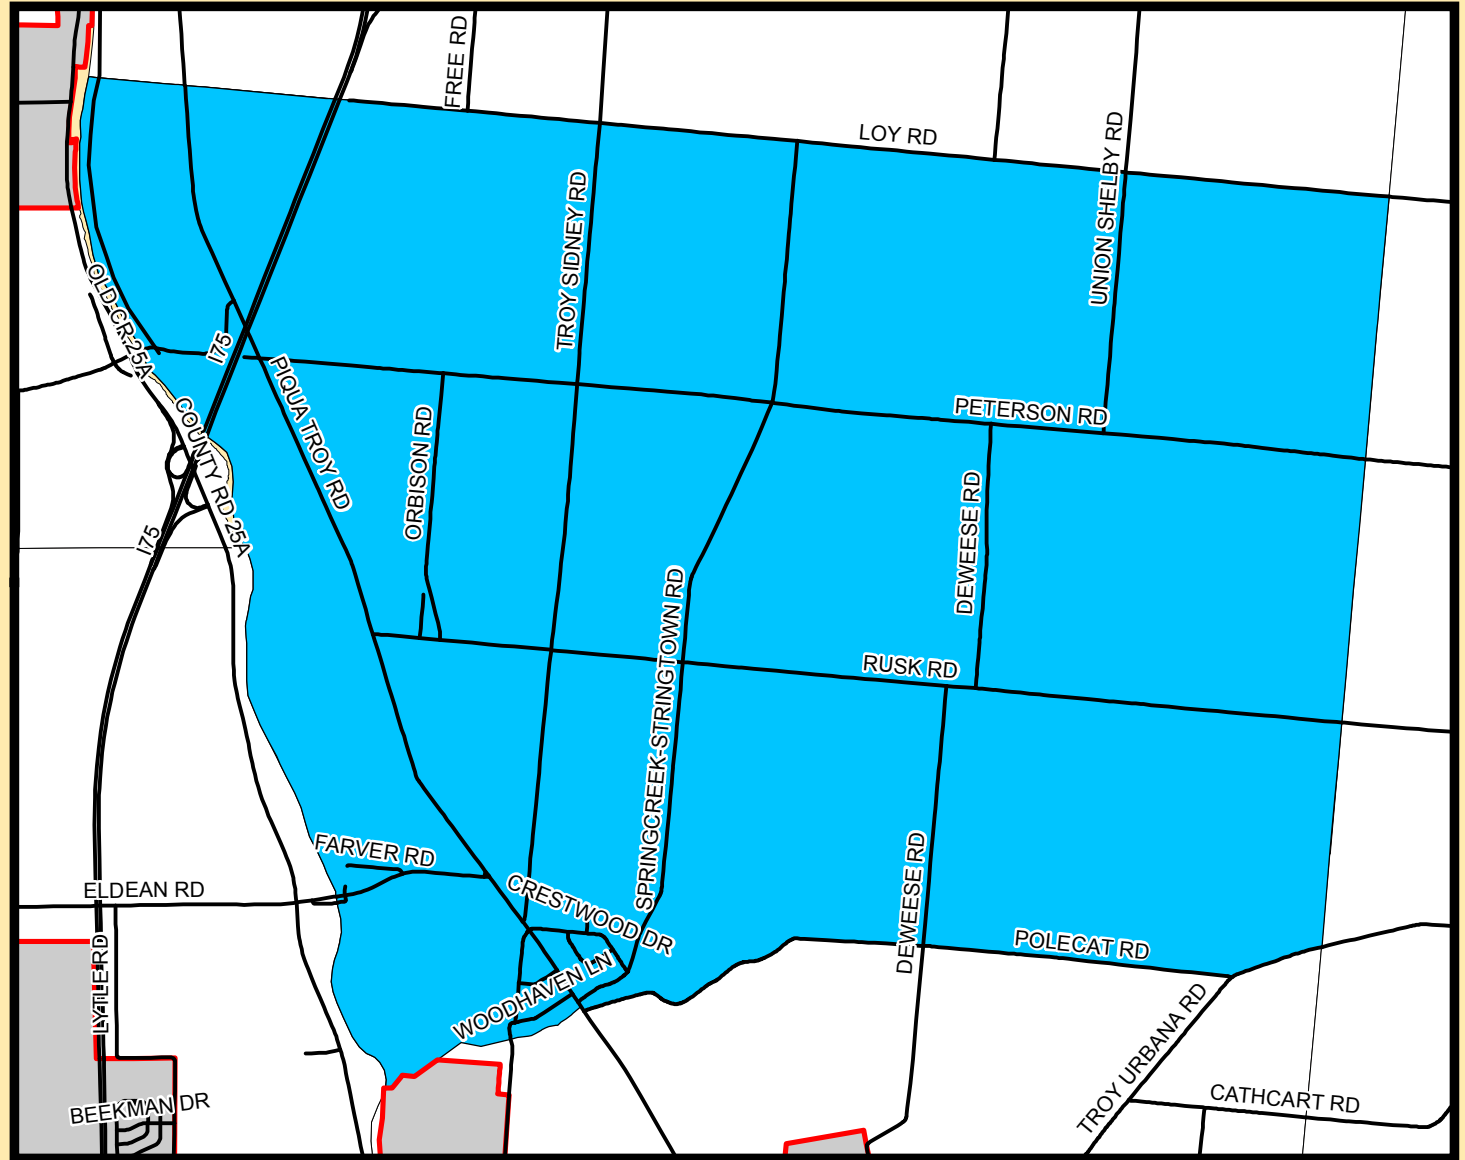 FREE RD
LOY RD
UNION SHELBY RD
TROY SIDNEY RD
OLD-CR-25A
I75
PIQUA TROY RD
COUNTY RD-25A
ORBISON RD
PETERSON RD
DEWEESE RD
I75
SPRINGCREEK-STRINGTOWN RD
RUSK RD
FARVER RD
ELDEAN RD
CRESTWOOD DR
DEWEESE RD
POLECAT RD
LYTLE RD
WOODHAVEN LN
TROY URBANA RD
BEEKMAN DR
CATHCART RD